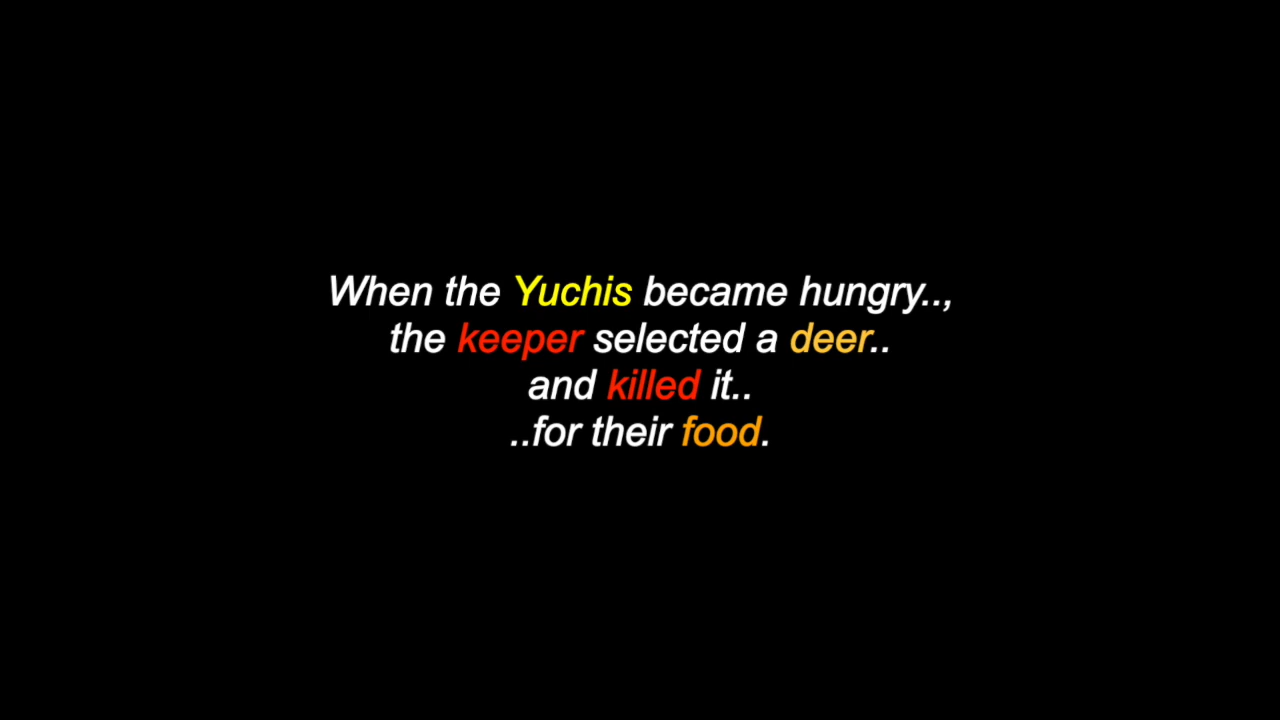 When the Yuchis became hungry..,
the keeper selected a deer..
and killed it..
..for their food.